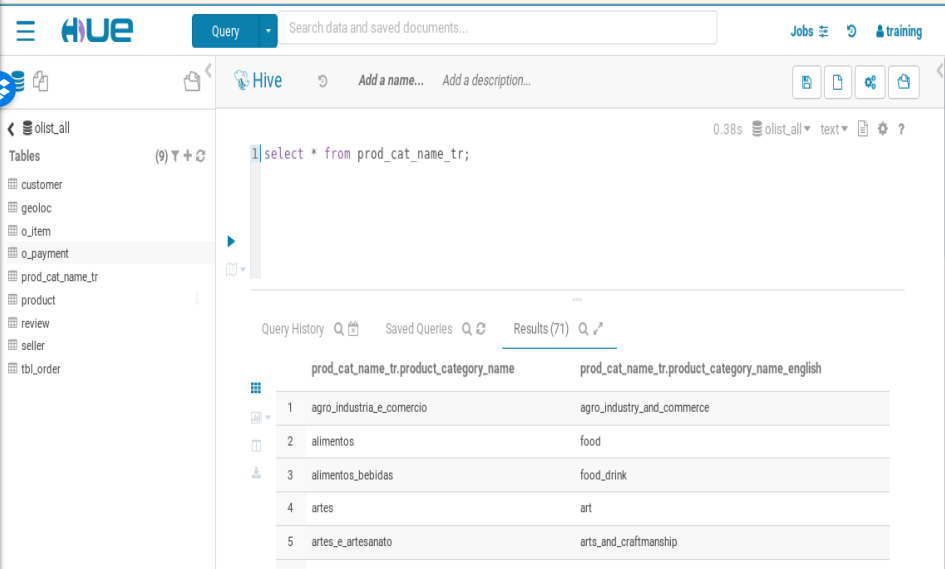 HUE
Query
Search data and saved documents...
Jobs
training
Hive
Add a name...
Add a description...
olist_all
Tables
(9)
customer
geoloc
o_item
o_payment
prod_cat_name_tr
product
review
seller
tbl_order
0.38s
olist_all
text
?
1 select * from prod_cat_name_tr;
Query History
Saved Queries
Results (71)
prod_cat_name_tr.product_category_name prod_cat_name_tr.product_category_name_english
1 agro_industria_e_comercio agro_industry_and_commerce
2 alimentos food
3 alimentos_bebidas food_drink
4 artes art
5 artes_e_artesanato arts_and_craftmanship